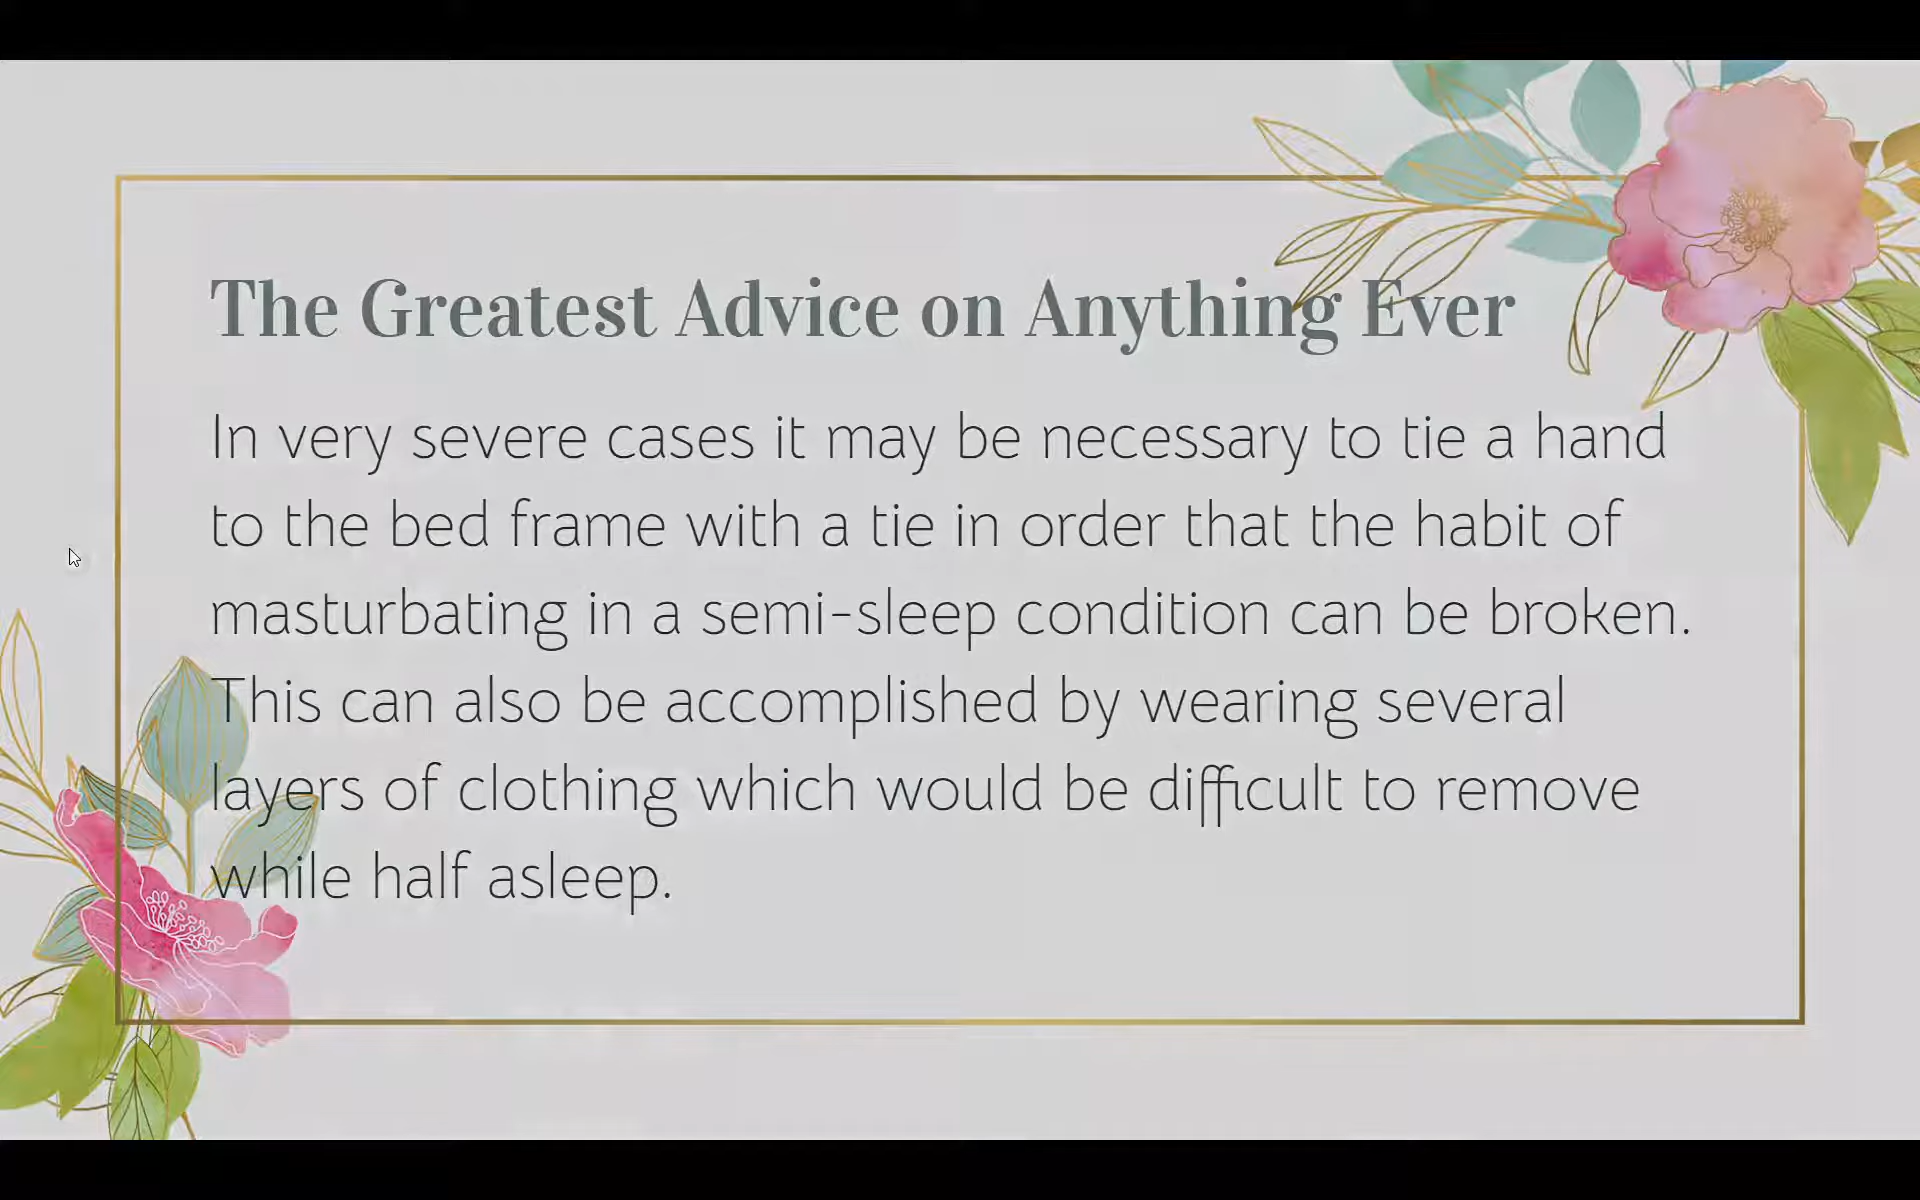 The Greatest Advice on Anything Ever
In very severe cases it may be necessary to tie a hand
to the bed frame with a tie in order that the habit of
masturbating in a semi-sleep condition can be broken.
This can also be accomplished by wearing several
layers of clothing which would be difficult to remove
while half asleep.